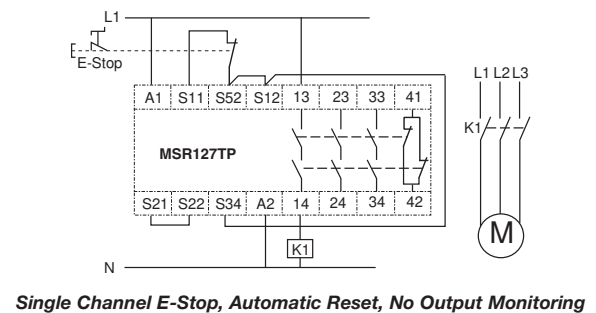 L1
E-Stop
A1 S11 S52 S12 13 23 33 41
MSR127TP
S21 S22 S34 A2 14 24 34 42
K1
N
L1 L2 L3
K1
M
Single Channel E-Stop, Automatic Reset, No Output Monitoring